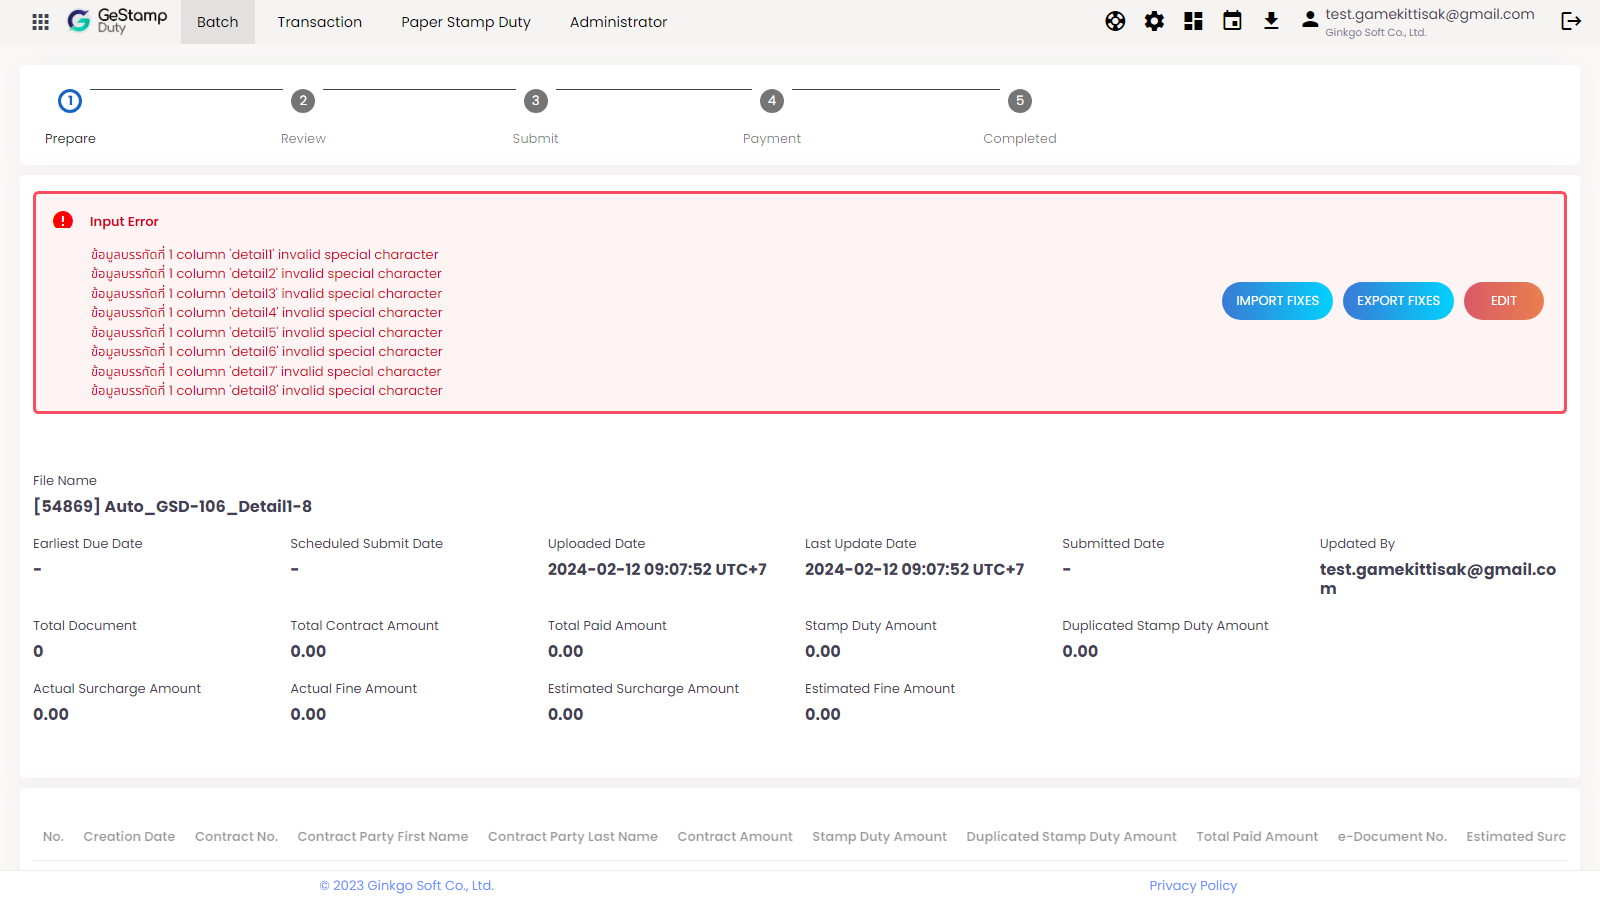 GeStamp
Duty
Batch
Transaction
Paper Stamp Duty
Administrator
test.gamekittisak@gmail.com
Ginkgo Soft Co., Ltd.
1
2
3
4
5
Prepare
Review
Submit
Payment
Completed
Input Error
ข้อมูลบรรทัดที่ 1 column 'detail1' invalid special character
ข้อมูลบรรทัดที่ 1 column 'detail2' invalid special character
ข้อมูลบรรทัดที่ 1 column 'detail3' invalid special character
ข้อมูลบรรทัดที่ 1 column 'detail4' invalid special character
ข้อมูลบรรทัดที่ 1 column 'detail5' invalid special character
ข้อมูลบรรทัดที่ 1 column 'detail6' invalid special character
ข้อมูลบรรทัดที่ 1 column 'detail7' invalid special character
ข้อมูลบรรทัดที่ 1 column 'detail8' invalid special character
IMPORT FIXES
EXPORT FIXES
EDIT
File Name
[54869] Auto_GSD-106_Detail1-8
Earliest Due Date
-
Scheduled Submit Date
-
Uploaded Date
2024-02-12 09:07:52 UTC+7
Last Update Date
2024-02-12 09:07:52 UTC+7
Submitted Date
-
Updated By
test.gamekittisak@gmail.co
m
Total Document
0
Total Contract Amount
0.00
Total Paid Amount
0.00
Stamp Duty Amount
0.00
Duplicated Stamp Duty Amount
0.00
Actual Surcharge Amount
0.00
Actual Fine Amount
0.00
Estimated Surcharge Amount
0.00
Estimated Fine Amount
0.00
No. Creation Date Contract No. Contract Party First Name Contract Party Last Name Contract Amount Stamp Duty Amount Duplicated Stamp Duty Amount Total Paid Amount e-Document No. Estimated Surc
© 2023 Ginkgo Soft Co., Ltd.
Privacy Policy